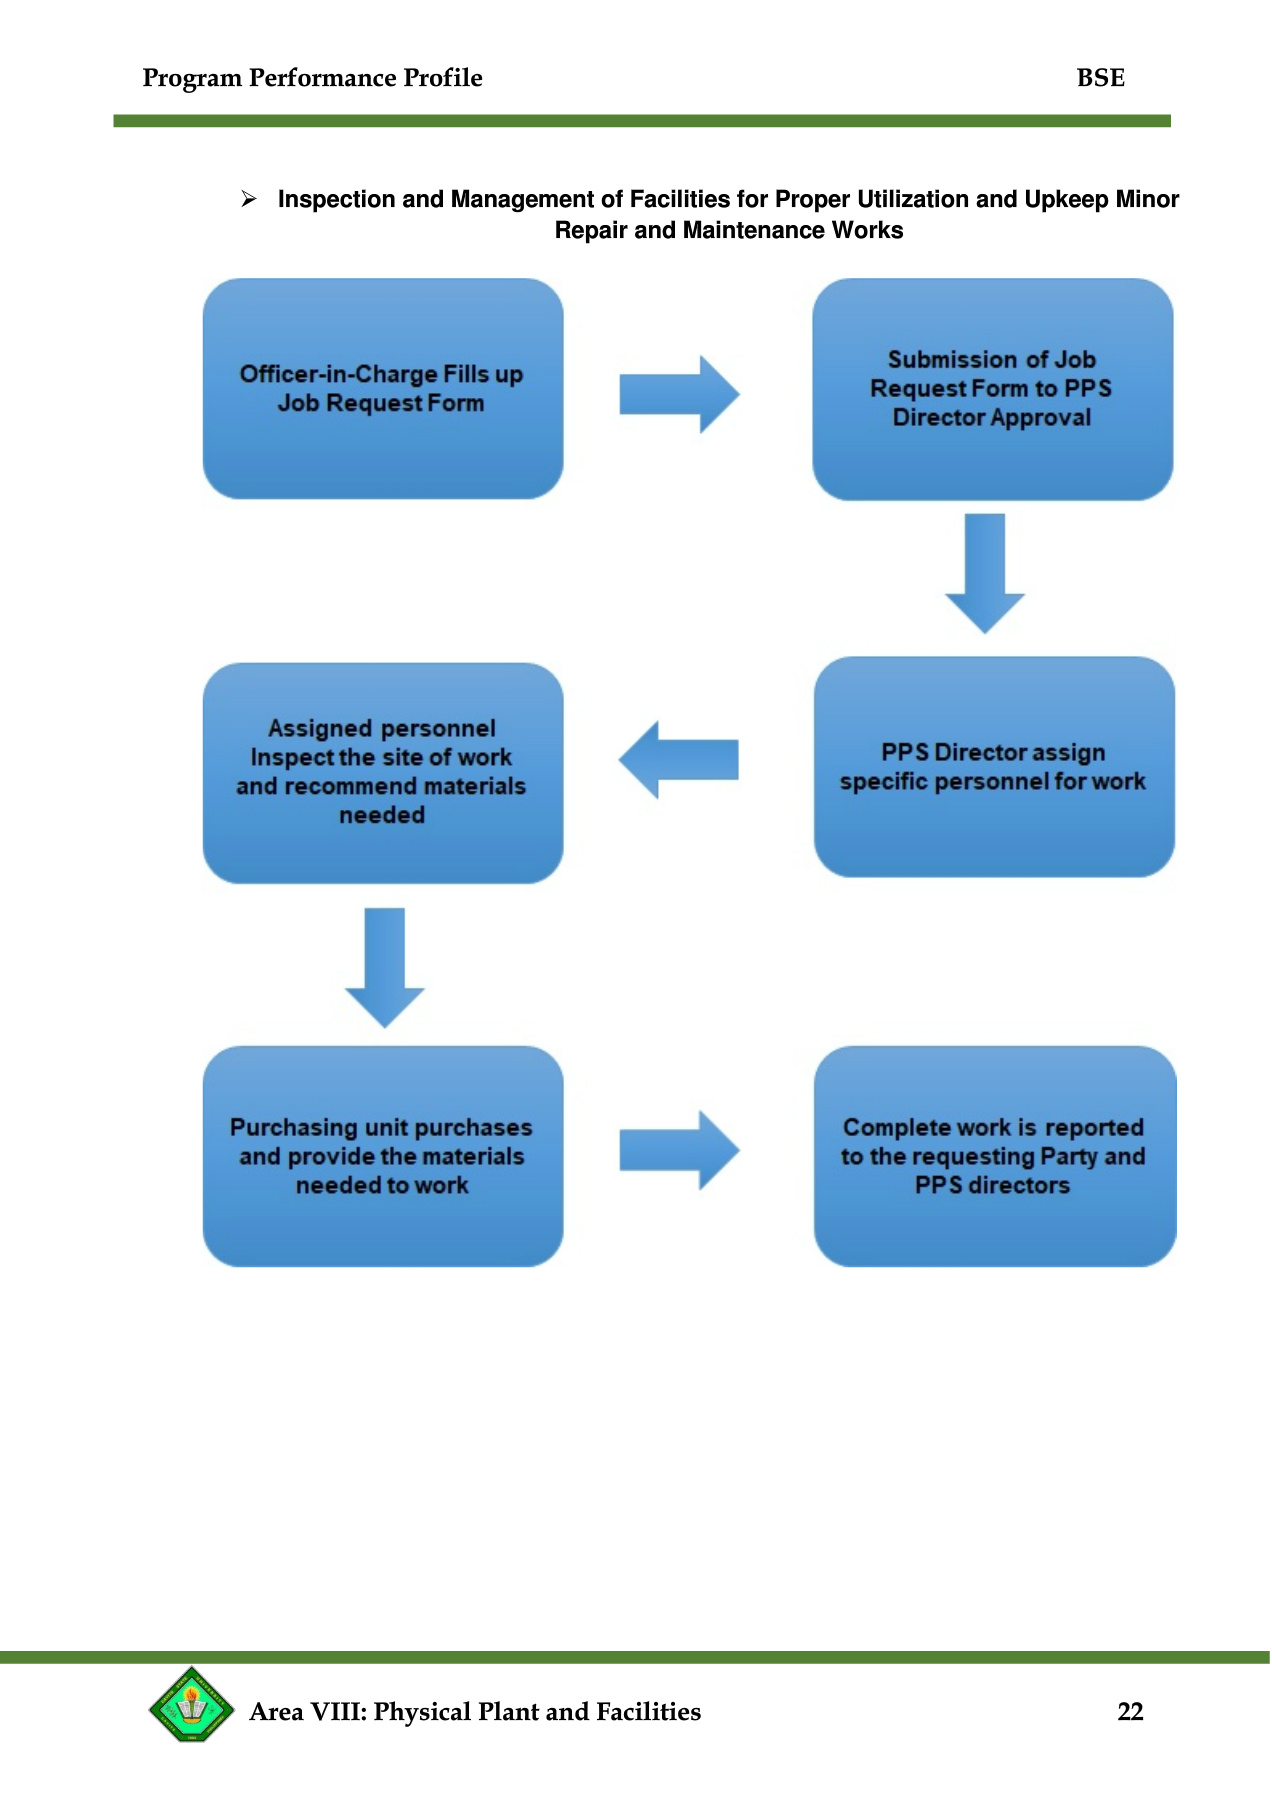 Program Performance Profile BSE
➢ Inspection and Management of Facilities for Proper Utilization and Upkeep Minor
Repair and Maintenance Works
Officer-in-Charge Fills up
Job Request Form
Submission of Job
Request Form to PPS
Director Approval
PPS Director assign
specific personnel for work
Assigned personnel
Inspect the site of work
and recommend materials
needed
Purchasing unit purchases
and provide the materials
needed to work
Complete work is reported
to the requesting Party and
PPS directors
Area VIII: Physical Plant and Facilities 22